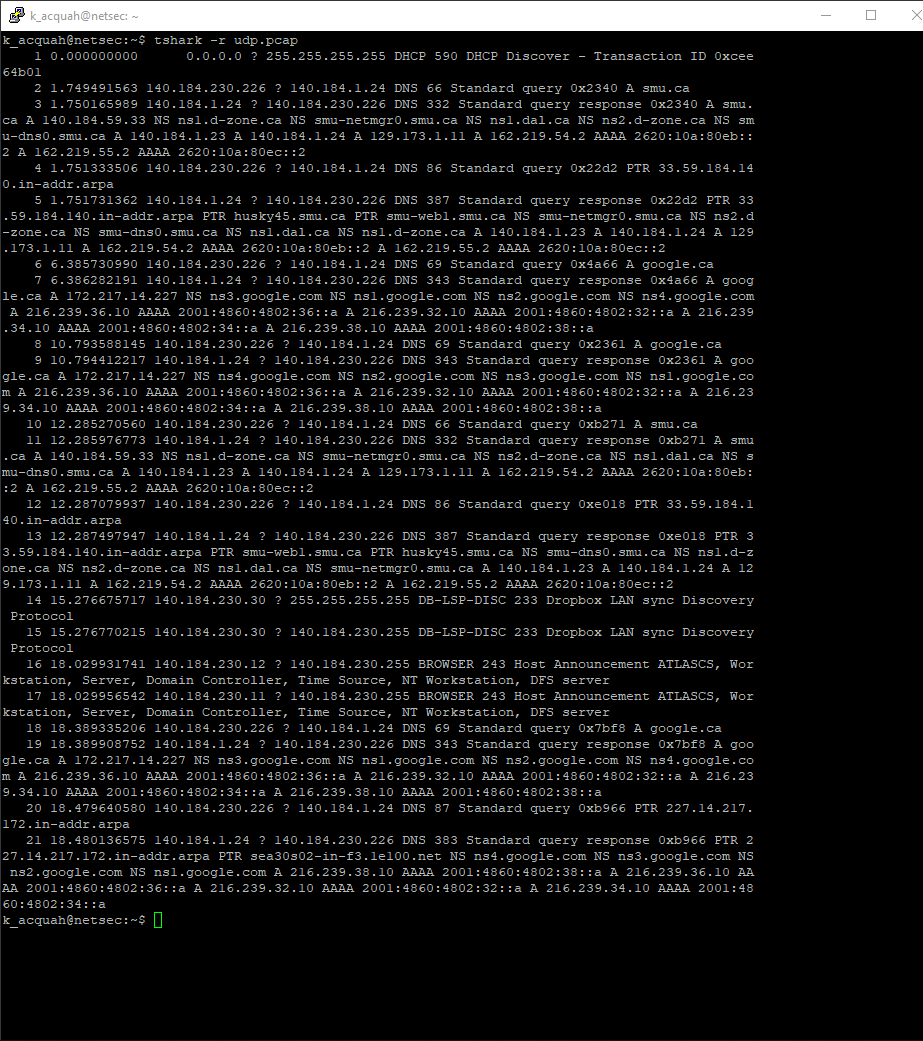 k_acquah@netsec: ~
k_acquah@netsec:~$ tshark -r udp.pcap
    1 0.000000000      0.0.0.0 ? 255.255.255.255 DHCP 590 DHCP Discover - Transaction ID 0xcee
64b01
    2 1.749491563 140.184.230.226 ? 140.184.1.24 DNS 66 Standard query 0x2340 A smu.ca
    3 1.750165989 140.184.1.24 ? 140.184.230.226 DNS 332 Standard query response 0x2340 A smu.
ca A 140.184.59.33 NS ns1.d-zone.ca NS smu-netmgr0.smu.ca NS ns1.dal.ca NS ns2.d-zone.ca NS sm
u-dns0.smu.ca A 140.184.1.23 A 140.184.1.24 A 129.173.1.11 A 162.219.54.2 AAAA 2620:10a:80eb::
2 A 162.219.55.2 AAAA 2620:10a:80ec::2
    4 1.751333506 140.184.230.226 ? 140.184.1.24 DNS 86 Standard query 0x22d2 PTR 33.59.184.14
0.in-addr.arpa
    5 1.751731362 140.184.1.24 ? 140.184.230.226 DNS 387 Standard query response 0x22d2 PTR 33
.59.184.140.in-addr.arpa PTR husky45.smu.ca PTR smu-web1.smu.ca NS smu-netmgr0.smu.ca NS ns2.d
-zone.ca NS smu-dns0.smu.ca NS ns1.dal.ca NS ns1.d-zone.ca A 140.184.1.23 A 140.184.1.24 A 129
.173.1.11 A 162.219.54.2 AAAA 2620:10a:80eb::2 A 162.219.55.2 AAAA 2620:10a:80ec::2
    6 6.385730990 140.184.230.226 ? 140.184.1.24 DNS 69 Standard query 0x4a66 A google.ca
    7 6.386282191 140.184.1.24 ? 140.184.230.226 DNS 343 Standard query response 0x4a66 A goog
le.ca A 172.217.14.227 NS ns3.google.com NS ns1.google.com NS ns2.google.com NS ns4.google.com
 A 216.239.36.10 AAAA 2001:4860:4802:36::a A 216.239.32.10 AAAA 2001:4860:4802:32::a A 216.239
.34.10 AAAA 2001:4860:4802:34::a A 216.239.38.10 AAAA 2001:4860:4802:38::a
    8 10.793588145 140.184.230.226 ? 140.184.1.24 DNS 69 Standard query 0x2361 A google.ca
    9 10.794412217 140.184.1.24 ? 140.184.230.226 DNS 343 Standard query response 0x2361 A goo
gle.ca A 172.217.14.227 NS ns4.google.com NS ns2.google.com NS ns3.google.com NS ns1.google.co
m A 216.239.36.10 AAAA 2001:4860:4802:36::a A 216.239.32.10 AAAA 2001:4860:4802:32::a A 216.23
9.34.10 AAAA 2001:4860:4802:34::a A 216.239.38.10 AAAA 2001:4860:4802:38::a
   10 12.285270560 140.184.230.226 ? 140.184.1.24 DNS 66 Standard query 0xb271 A smu.ca
   11 12.285976773 140.184.1.24 ? 140.184.230.226 DNS 332 Standard query response 0xb271 A smu
.ca A 140.184.59.33 NS ns1.d-zone.ca NS smu-netmgr0.smu.ca NS ns2.d-zone.ca NS ns1.dal.ca NS s
mu-dns0.smu.ca A 140.184.1.23 A 140.184.1.24 A 129.173.1.11 A 162.219.54.2 AAAA 2620:10a:80eb:
:2 A 162.219.55.2 AAAA 2620:10a:80ec::2
   12 12.287079937 140.184.230.226 ? 140.184.1.24 DNS 86 Standard query 0xe018 PTR 33.59.184.1
40.in-addr.arpa
   13 12.287497947 140.184.1.24 ? 140.184.230.226 DNS 387 Standard query response 0xe018 PTR 3
3.59.184.140.in-addr.arpa PTR smu-web1.smu.ca PTR husky45.smu.ca NS smu-dns0.smu.ca NS ns1.d-z
one.ca NS ns2.d-zone.ca NS ns1.dal.ca NS smu-netmgr0.smu.ca A 140.184.1.23 A 140.184.1.24 A 12
9.173.1.11 A 162.219.54.2 AAAA 2620:10a:80eb::2 A 162.219.55.2 AAAA 2620:10a:80ec::2
   14 15.276675717 140.184.230.30 ? 255.255.255.255 DB-LSP-DISC 233 Dropbox LAN sync Discovery
 Protocol
   15 15.276770215 140.184.230.30 ? 140.184.230.255 DB-LSP-DISC 233 Dropbox LAN sync Discovery
 Protocol
   16 18.029931741 140.184.230.12 ? 140.184.230.255 BROWSER 243 Host Announcement ATLASCS, Wor
kstation, Server, Domain Controller, Time Source, NT Workstation, DFS server
   17 18.029956542 140.184.230.11 ? 140.184.230.255 BROWSER 243 Host Announcement ATLASCS, Wor
kstation, Server, Domain Controller, Time Source, NT Workstation, DFS server
   18 18.389335206 140.184.230.226 ? 140.184.1.24 DNS 69 Standard query 0x7bf8 A google.ca
   19 18.389908752 140.184.1.24 ? 140.184.230.226 DNS 343 Standard query response 0x7bf8 A goo
gle.ca A 172.217.14.227 NS ns3.google.com NS ns1.google.com NS ns2.google.com NS ns4.google.co
m A 216.239.36.10 AAAA 2001:4860:4802:36::a A 216.239.32.10 AAAA 2001:4860:4802:32::a A 216.23
9.34.10 AAAA 2001:4860:4802:34::a A 216.239.38.10 AAAA 2001:4860:4802:38::a
   20 18.479640580 140.184.230.226 ? 140.184.1.24 DNS 87 Standard query 0xb966 PTR 227.14.217.
172.in-addr.arpa
   21 18.480136575 140.184.1.24 ? 140.184.230.226 DNS 383 Standard query response 0xb966 PTR 2
27.14.217.172.in-addr.arpa PTR sea30s02-in-f3.1e100.net NS ns4.google.com NS ns3.google.com NS
 ns2.google.com NS ns1.google.com A 216.239.38.10 AAAA 2001:4860:4802:38::a A 216.239.36.10 AA
AA 2001:4860:4802:36::a A 216.239.32.10 AAAA 2001:4860:4802:32::a A 216.239.34.10 AAAA 2001:48
60:4802:34::a
k_acquah@netsec:~$